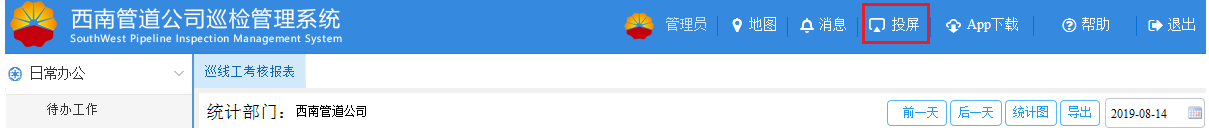 西南管道公司巡检管理系统
SouthWest Pipeline Inspection Management System
管理员 地图 消息 投屏 App下载 帮助 退出
日常办公
巡线工考核报表
待办工作
统计部门：西南管道公司 前一天 后一天 统计图 导出 2019-08-14